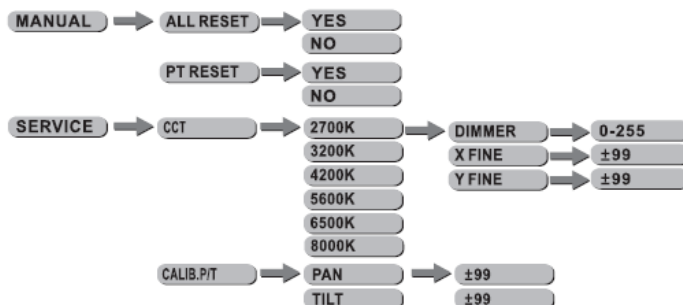 MANUAL ALL RESET YES
NO
PT RESET YES
NO
SERVICE CCT 2700K DIMMER 0-255
3200K X FINE ±99
4200K Y FINE ±99
5600K
6500K
8000K
CALIB.P/T PAN ±99
TILT ±99